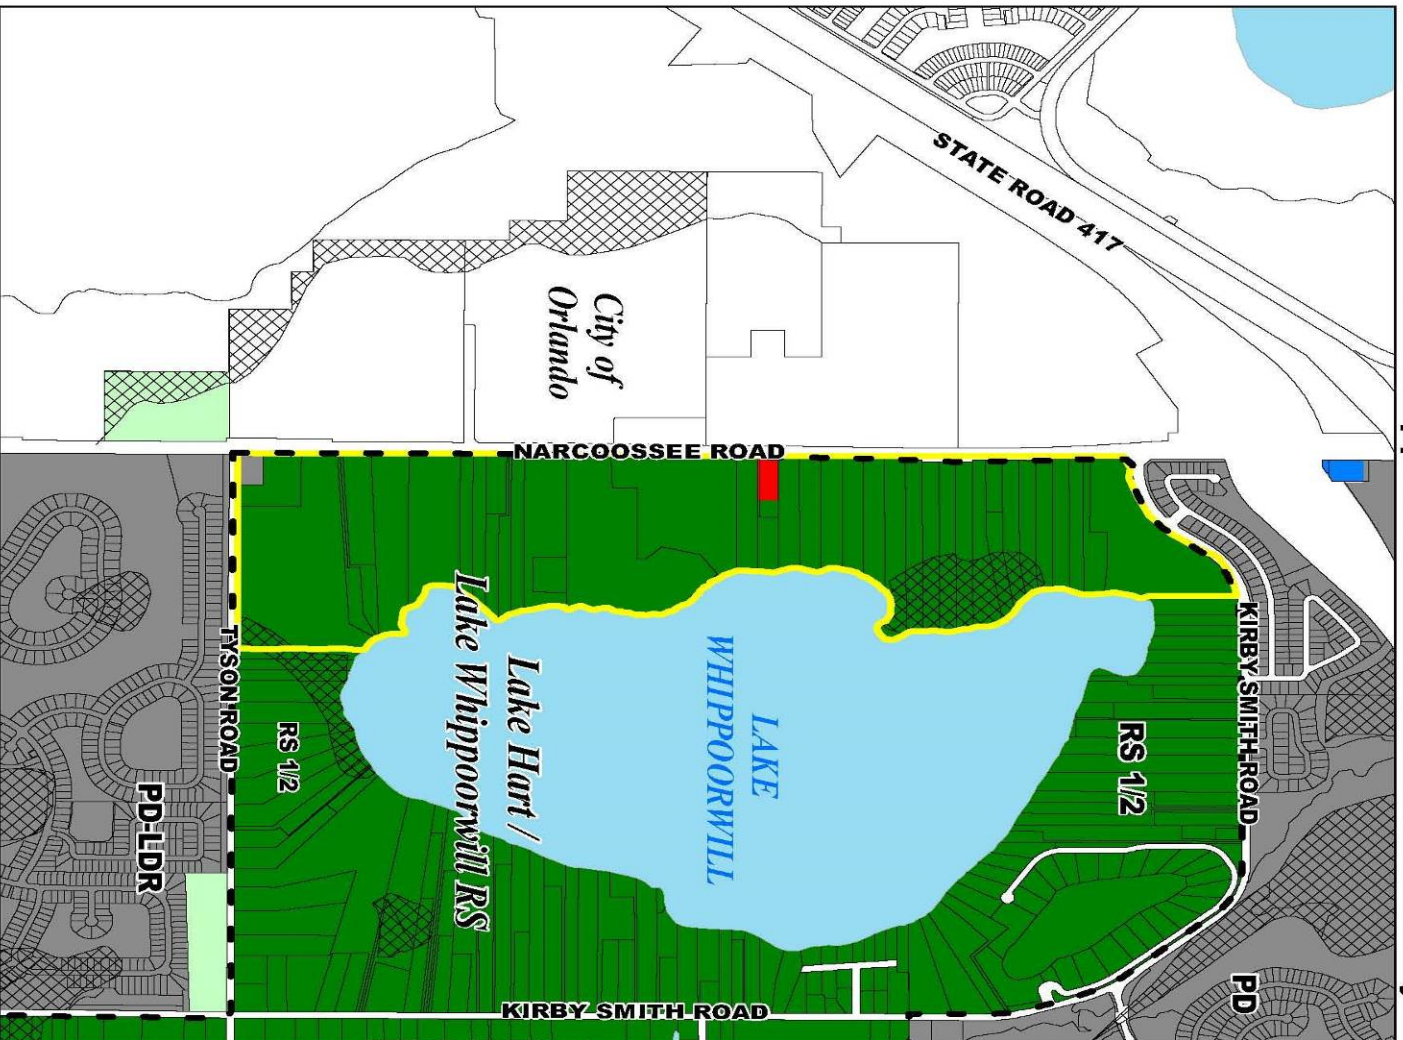 STATE ROAD 417
City of
Orlando
NARCOOSSEE ROAD
KIRBY SMITH ROAD
TYSON ROAD
LAKE
WHIPPOORWILL
Lake Hart /
Lake Whippoorwill RS
RS 1/2
RS 1/2
PD-LDR
PD
KIRBY SMITH ROAD